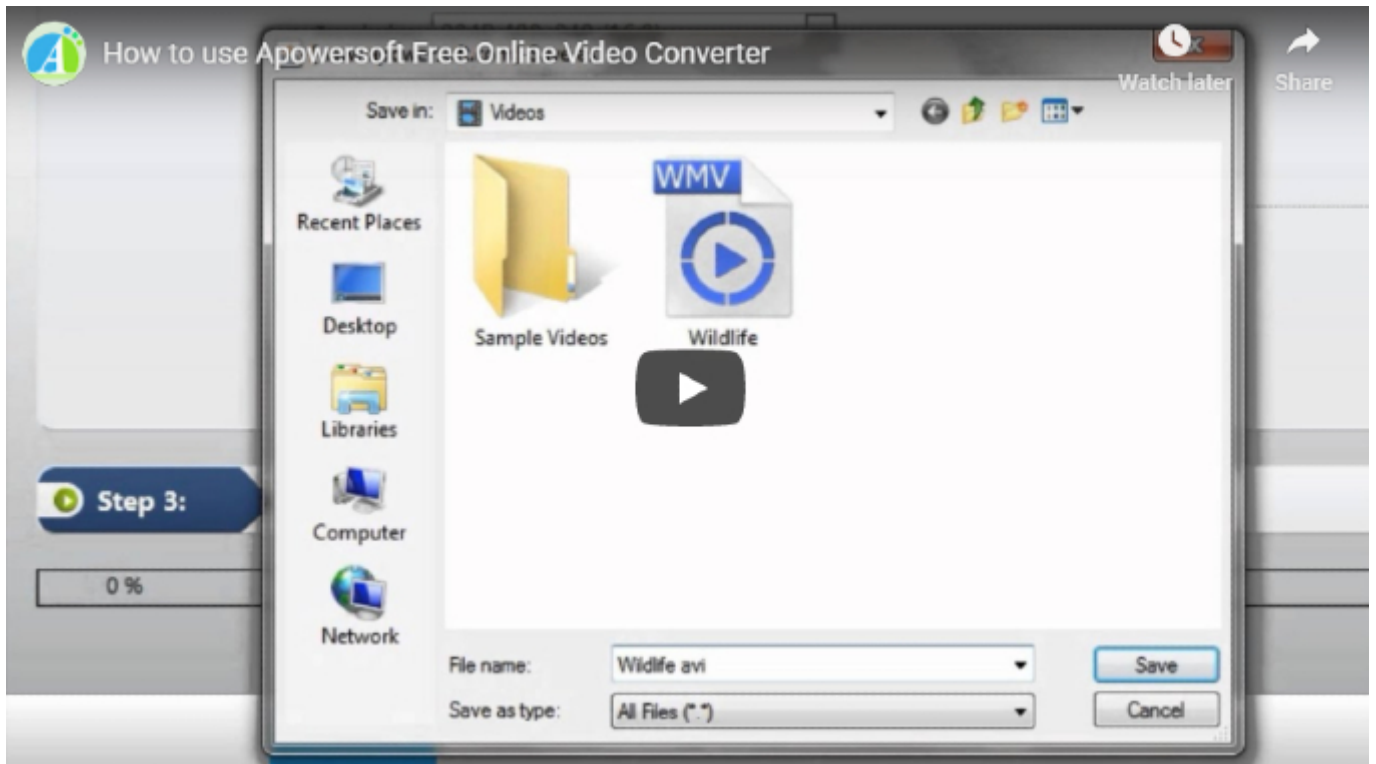 How to use Apowersoft Free Online Video Converter
Watch later
Share
Save in:
Videos
Recent Places
Desktop
Libraries
Computer
Network
WMV
Sample Videos
Wildlife
Step 3:
0 %
File name:
Wildlife avi
Save
Save as type:
All Files (*.*)
Cancel